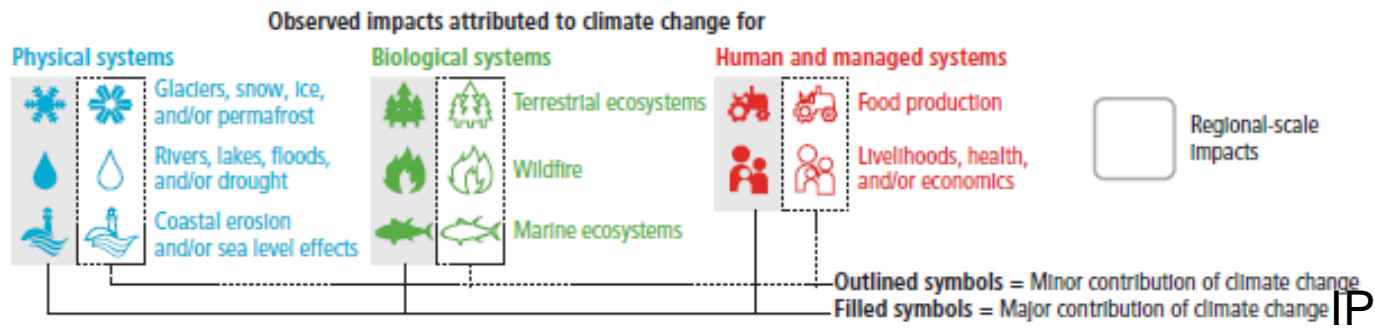 Observed impacts attributed to climate change for
Physical systems
Glaciers, snow, ice,
and/or permafrost
Rivers, lakes, floods,
and/or drought
Coastal erosion
and/or sea level effects
Biological systems
Terrestrial ecosystems
Wildfire
Marine ecosystems
Human and managed systems
Food production
Livelihoods, health,
and/or economics
Regional-scale
impacts
Outlined symbols = Minor contribution of climate change
Filled symbols = Major contribution of climate change
IP